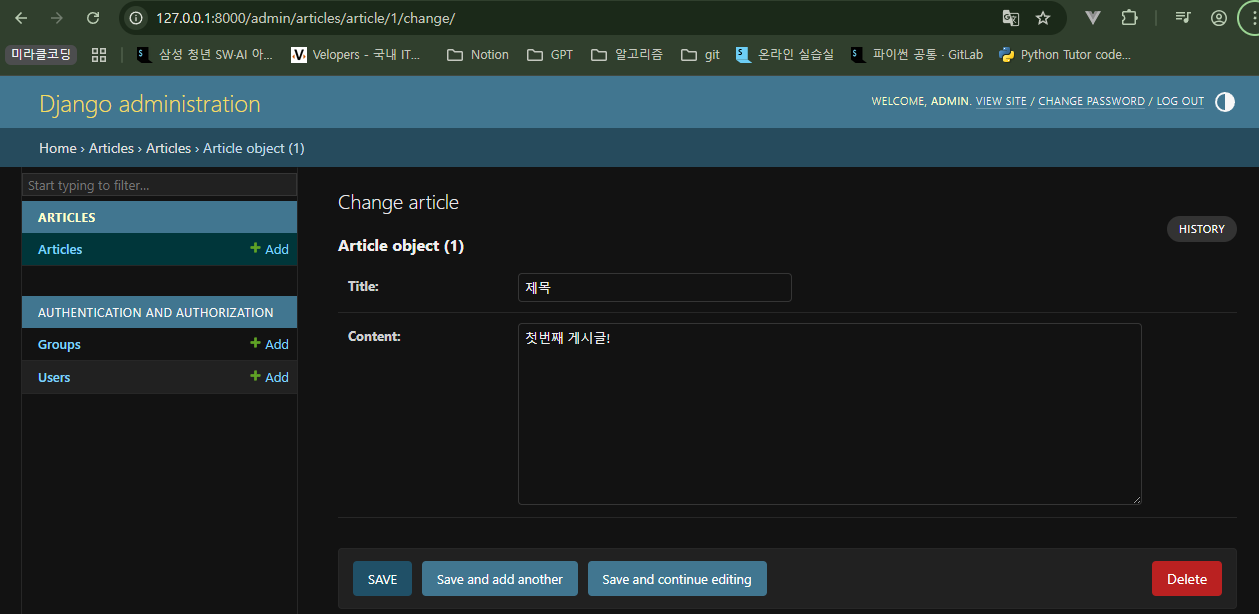 127.0.0.1:8000/admin/articles/article/1/change/
미라클코딩 삼성 청년 SW·AI 아... Velopers - 국내 IT... Notion GPT 알고리즘 git 온라인 실습실 파이썬 공통 · GitLab Python Tutor code...
Django administration
WELCOME, ADMIN. VIEW SITE / CHANGE PASSWORD / LOG OUT
Home › Articles › Articles › Article object (1)
Start typing to filter...
ARTICLES
Articles + Add
AUTHENTICATION AND AUTHORIZATION
Groups + Add
Users + Add
Change article
HISTORY
Article object (1)
Title: 제목
Content: 첫번째 게시글!
SAVE Save and add another Save and continue editing Delete